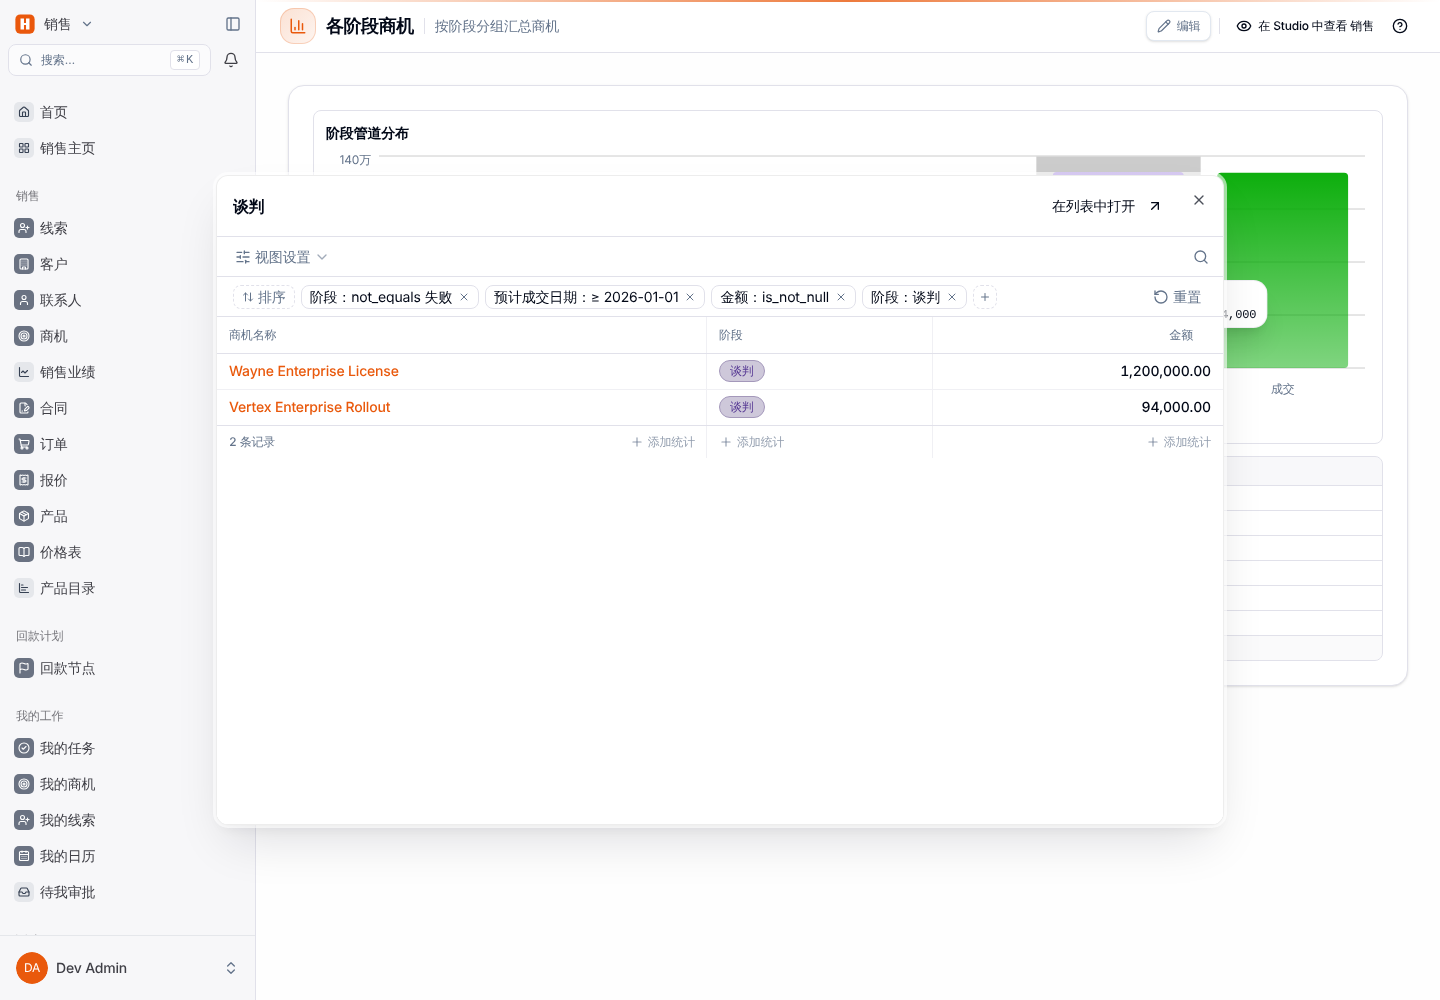 销售
搜索... ⌘K
首页
销售主页
销售
线索
客户
联系人
商机
销售业绩
合同
订单
报价
产品
价格表
产品目录
回款计划
回款节点
我的工作
我的任务
我的商机
我的线索
我的日历
待我审批
DA Dev Admin
各阶段商机 按阶段分组汇总商机
编辑 在 Studio 中查看 销售
阶段管道分布
140万
谈判
在列表中打开
视图设置
排序 阶段：not_equals 失败 预计成交日期：≥ 2026-01-01 金额：is_not_null 阶段：谈判 重置
商机名称 阶段 金额
Wayne Enterprise License 谈判 1,200,000.00
Vertex Enterprise Rollout 谈判 94,000.00
2 条记录 添加统计 添加统计 添加统计
,000
成交